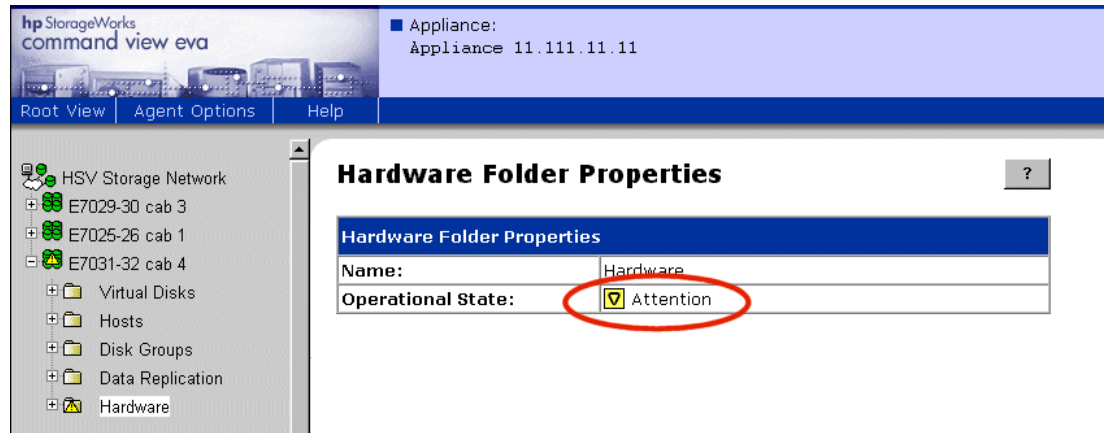 hp StorageWorks
command view eva
Appliance:
Appliance 11.111.11.11
Root View
Agent Options
Help
HSV Storage Network
E7029-30 cab 3
E7025-26 cab 1
E7031-32 cab 4
Virtual Disks
Hosts
Disk Groups
Data Replication
Hardware
Hardware Folder Properties
?
Hardware Folder Properties
Name: Hardware
Operational State: Attention